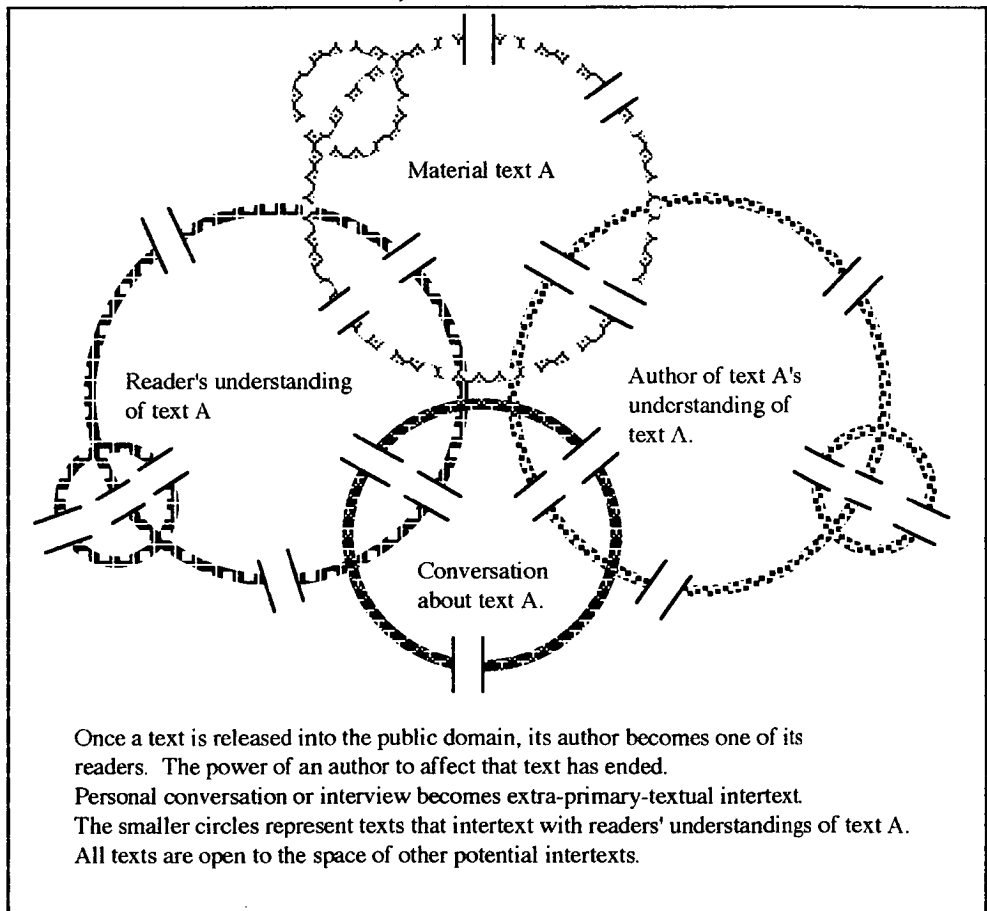 Material text A
Reader's understanding
of text A
Author of text A's
understanding of
text A.
Conversation
about text A.
Once a text is released into the public domain, its author becomes one of its
readers. The power of an author to affect that text has ended.
Personal conversation or interview becomes extra-primary-textual intertext.
The smaller circles represent texts that intertext with readers' understandings of text A.
All texts are open to the space of other potential intertexts.